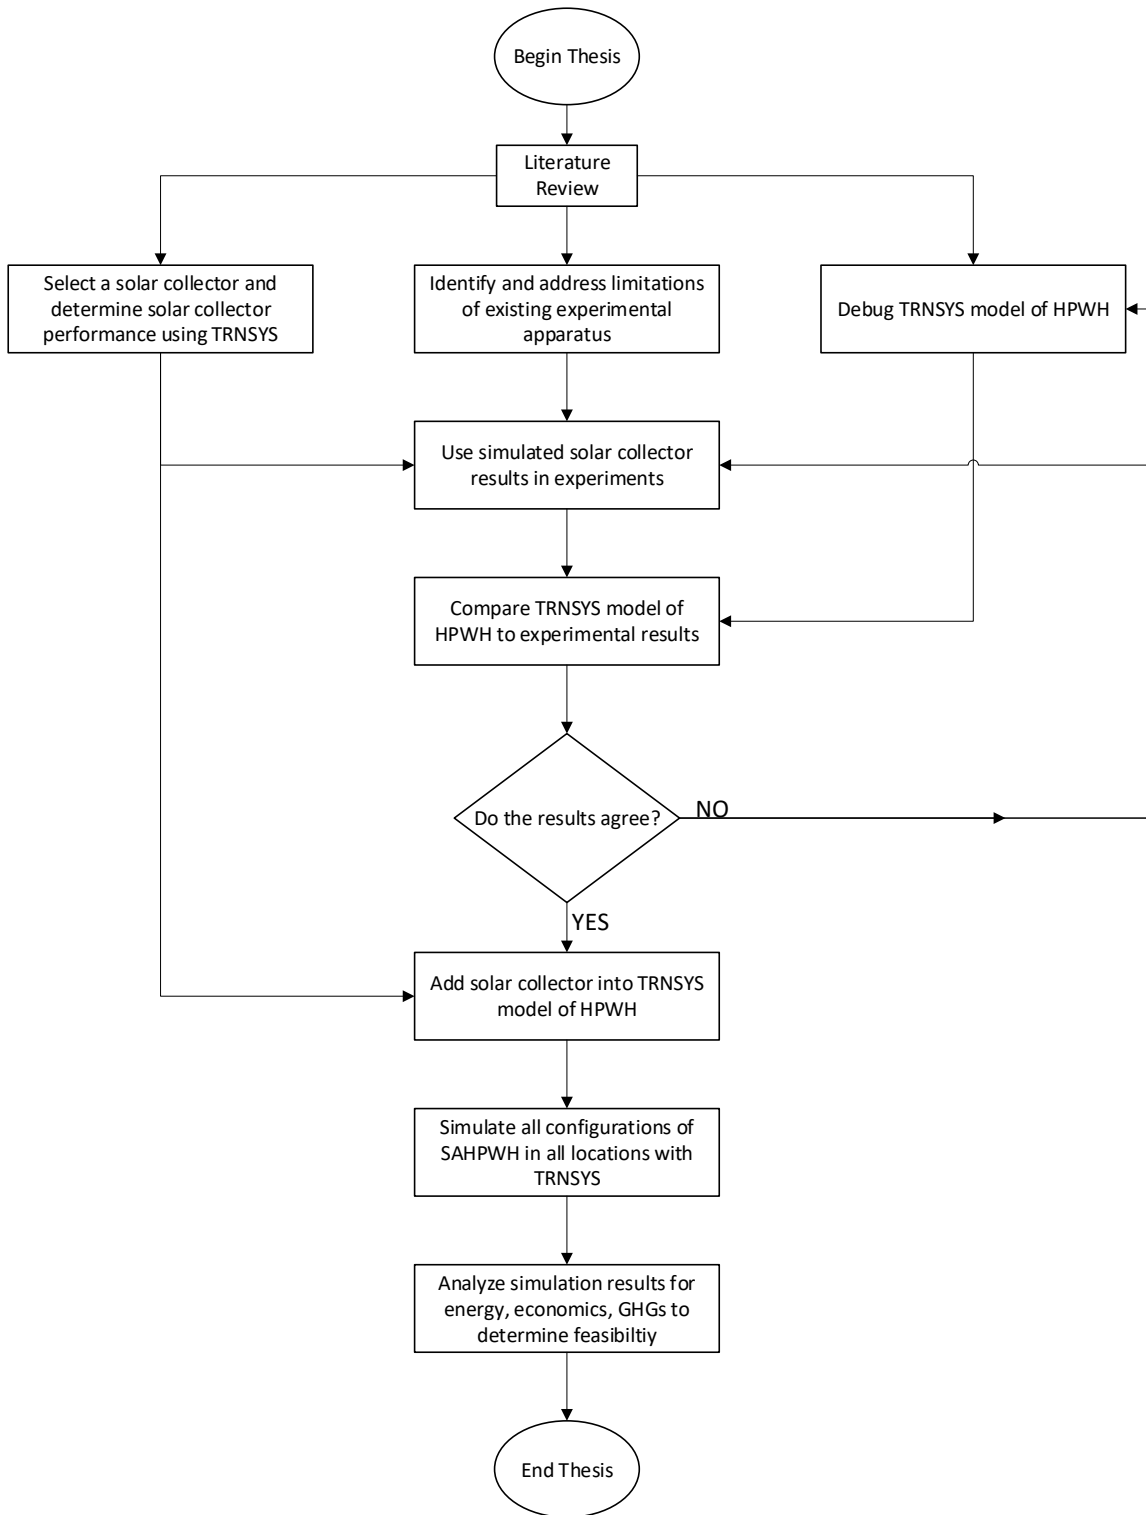 Begin Thesis
Literature
Review
Select a solar collector and
determine solar collector
performance using TRNSYS
Identify and address limitations
of existing experimental
apparatus
Debug TRNSYS model of HPWH
Use simulated solar collector
results in experiments
Compare TRNSYS model of
HPWH to experimental results
Do the results agree?
NO
YES
Add solar collector into TRNSYS
model of HPWH
Simulate all configurations of
SAHPWH in all locations with
TRNSYS
Analyze simulation results for
energy, economics, GHGs to
determine feasibiltiy
End Thesis